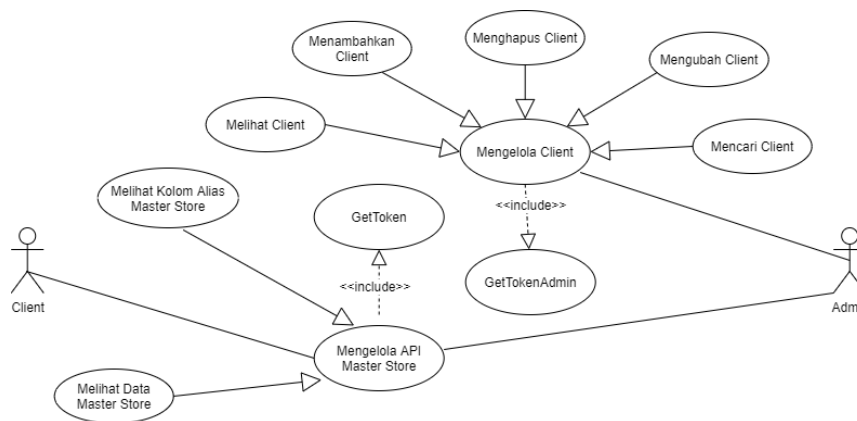 Menambahkan
Client
Menghapus Client
Mengubah Client
Melihat Client
Mengelola Client
Mencari Client
Melihat Kolom Alias
Master Store
GetToken
<<include>>
GetTokenAdmin
<<include>>
Client
Admi
Mengelola API
Master Store
Melihat Data
Master Store